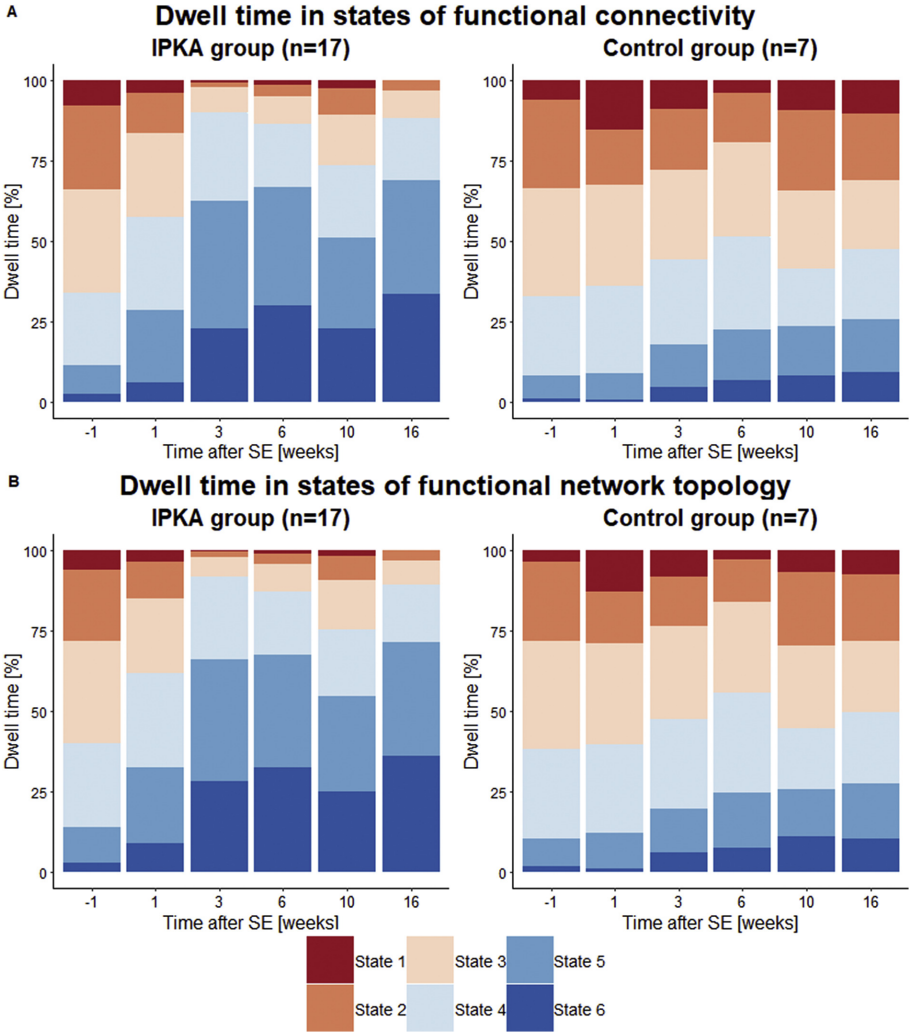 A Dwell time in states of functional connectivity
IPKA group (n=17) Control group (n=7)
Dwell time [%]
100
75
50
25
0
-1 1 3 6 10 16
Time after SE [weeks]
Dwell time [%]
100
75
50
25
0
-1 1 3 6 10 16
Time after SE [weeks]
B Dwell time in states of functional network topology
IPKA group (n=17) Control group (n=7)
Dwell time [%]
100
75
50
25
0
-1 1 3 6 10 16
Time after SE [weeks]
Dwell time [%]
100
75
50
25
0
-1 1 3 6 10 16
Time after SE [weeks]
State 1 State 3 State 5
State 2 State 4 State 6